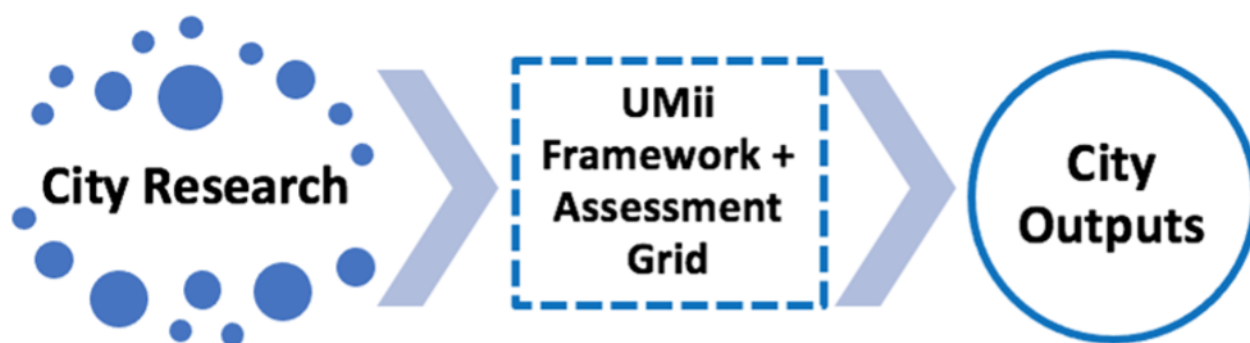 City Research
UMii
Framework +
Assessment
Grid
City
Outputs